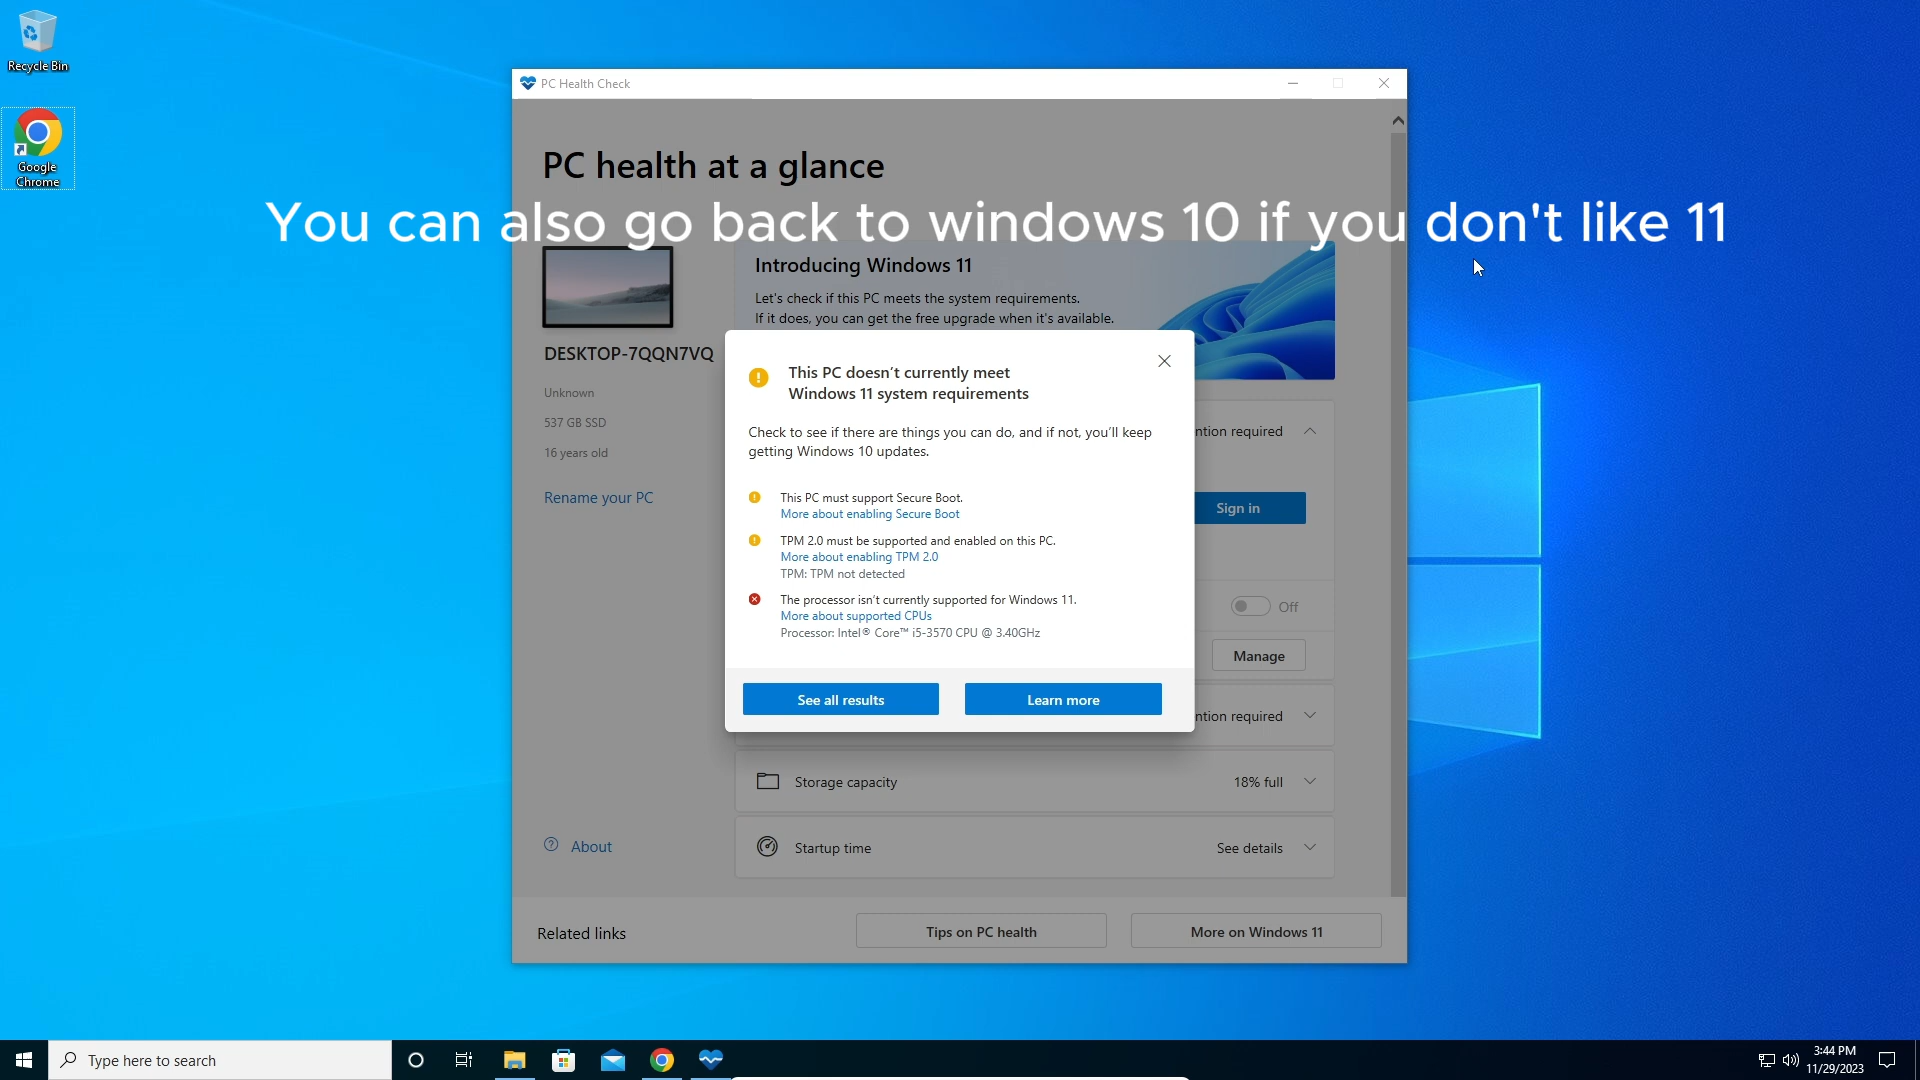 Recycle Bin
Google
Chrome
PC Health Check
PC health at a glance
You can also go back to windows 10 if you don't like 11
Introducing Windows 11
Let's check if this PC meets the system requirements.
If it does, you can get the free upgrade when it's available.
DESKTOP-7QQN7VQ
Unknown
537 GB SSD
16 years old
Rename your PC
This PC doesn't currently meet
Windows 11 system requirements
Check to see if there are things you can do, and if not, you'll keep
getting Windows 10 updates.
This PC must support Secure Boot.
More about enabling Secure Boot
TPM 2.0 must be supported and enabled on this PC.
More about enabling TPM 2.0
TPM: TPM not detected
The processor isn't currently supported for Windows 11.
More about supported CPUs
Processor: Intel® Core™ i5-3570 CPU @ 3.40GHz
See all results
Learn more
required
Sign in
Off
Manage
required
Storage capacity
18% full
Startup time
See details
About
Related links
Tips on PC health
More on Windows 11
Type here to search
3:44 PM
11/29/2023